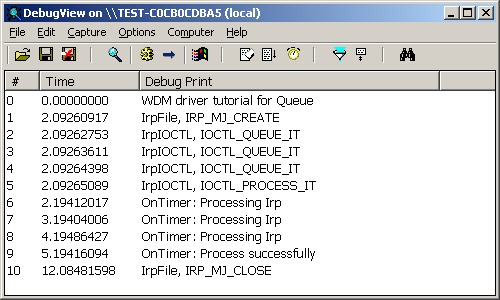 DebugView on \\TEST-C0CB0CDBA5 (local)
File Edit Capture Options Computer Help
# Time Debug Print
0 0.00000000 WDM driver tutorial for Queue
1 2.09260917 IrpFile, IRP_MJ_CREATE
2 2.09262753 IrpIOCTL, IOCTL_QUEUE_IT
3 2.09263611 IrpIOCTL, IOCTL_QUEUE_IT
4 2.09264398 IrpIOCTL, IOCTL_QUEUE_IT
5 2.09265089 IrpIOCTL, IOCTL_PROCESS_IT
6 2.19412017 OnTimer: Processing Irp
7 3.19404006 OnTimer: Processing Irp
8 4.19486427 OnTimer: Processing Irp
9 5.19416094 OnTimer: Process successfully
10 12.08481598 IrpFile, IRP_MJ_CLOSE